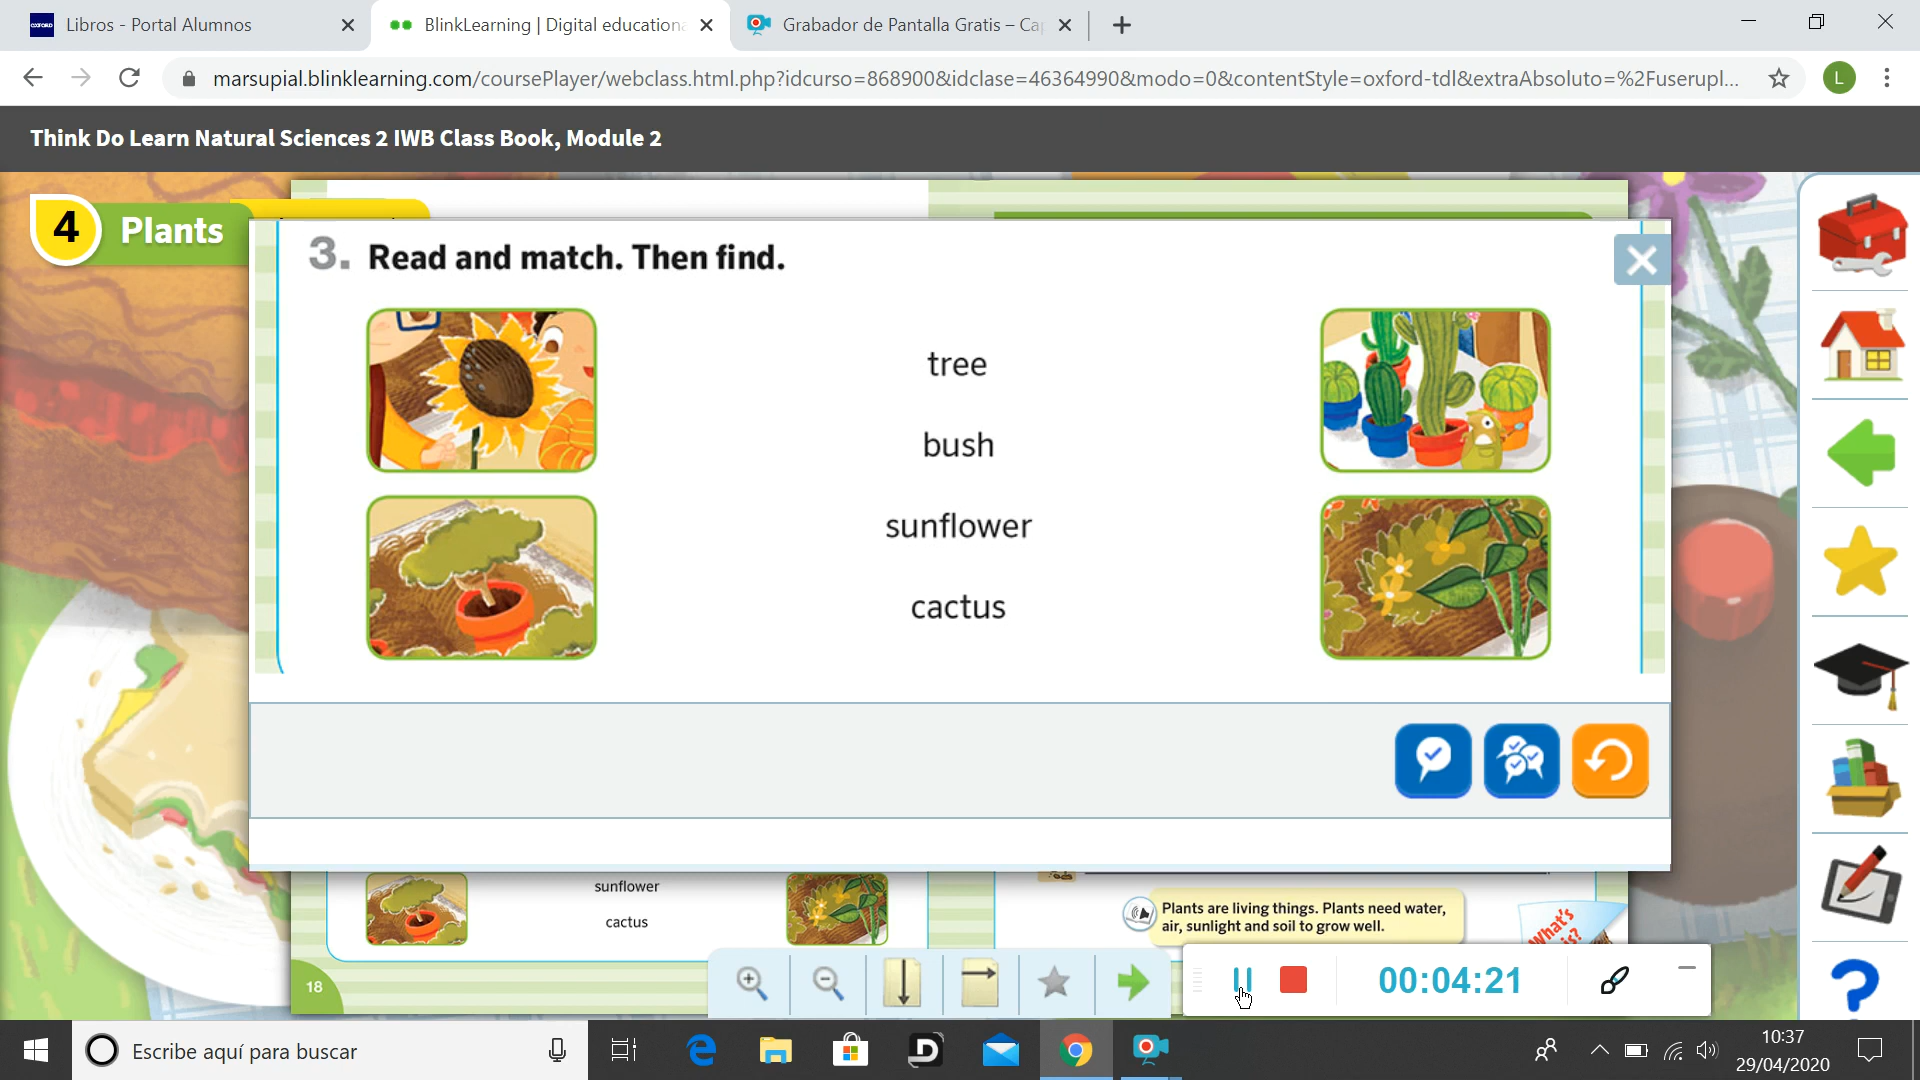 OXFORD Libros - Portal Alumnos
BlinkLearning | Digital educationa
Grabador de Pantalla Gratis – Ca
marsupial.blinklearning.com/coursePlayer/webclass.html.php?idcurso=868900&idclase=46364990&modo=0&contentStyle=oxford-tdl&extraAbsoluto=%2Fuserupl...
L
Think Do Learn Natural Sciences 2 IWB Class Book, Module 2
4 Plants
3. Read and match. Then find.
tree
bush
sunflower
cactus
sunflower
cactus
Plants are living things. Plants need water,
air, sunlight and soil to grow well.
What's
is?
18
00:04:21
Escribe aquí para buscar
10:37
29/04/2020